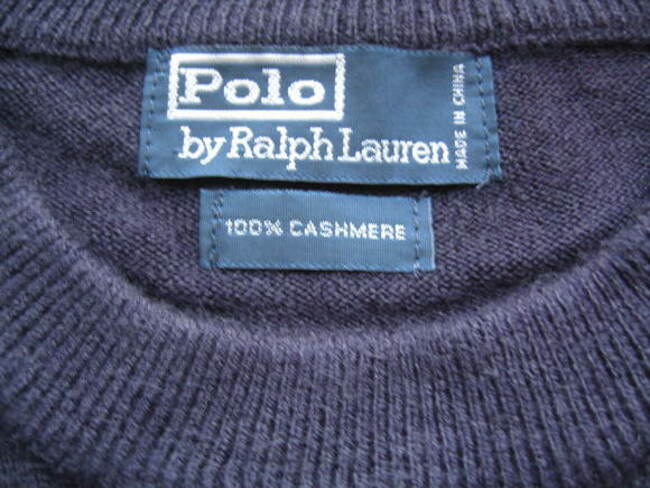 Polo
by Ralph Lauren
MADE IN CHINA
100% CASHMERE